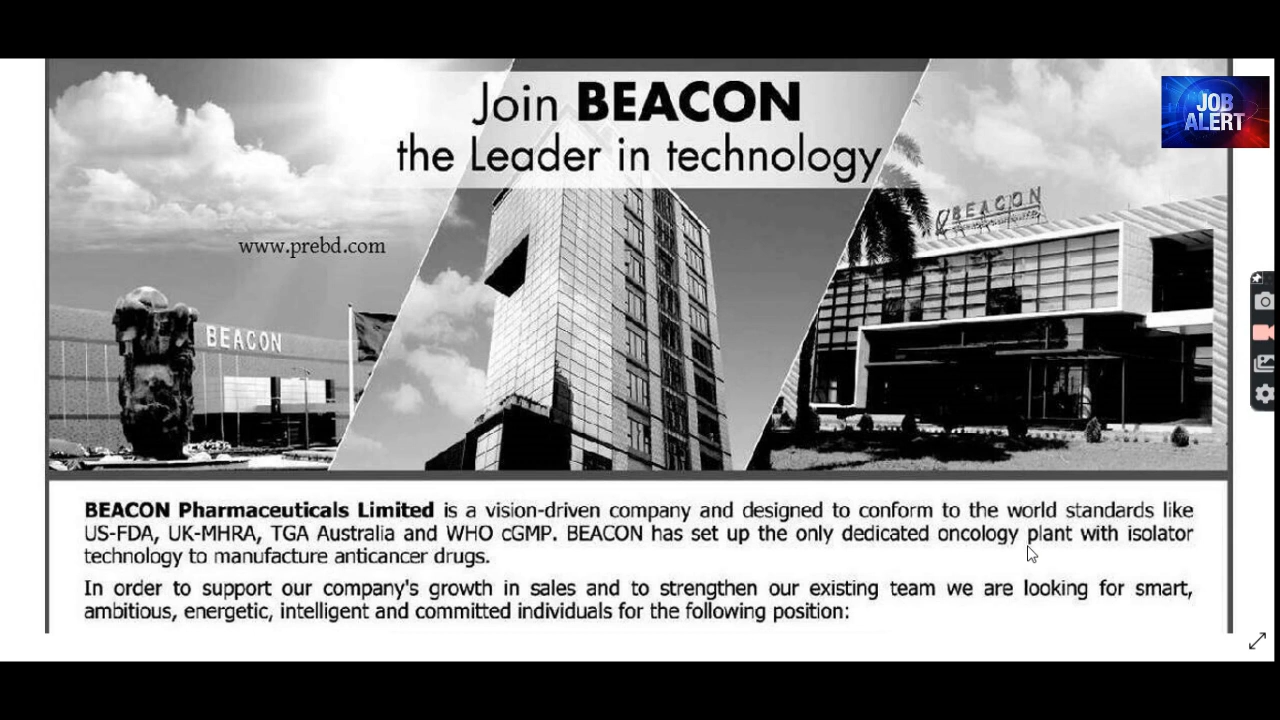 Join BEACON
the Leader in technology
JOB
ALERT
BEACON
www.prebd.com
BEACON
BEACON Pharmaceuticals Limited is a vision-driven company and designed to conform to the world standards like
US-FDA, UK-MHRA, TGA Australia and WHO cGMP. BEACON has set up the only dedicated oncology plant with isolator
technology to manufacture anticancer drugs.
In order to support our company's growth in sales and to strengthen our existing team we are looking for smart,
ambitious, energetic, intelligent and committed individuals for the following position: